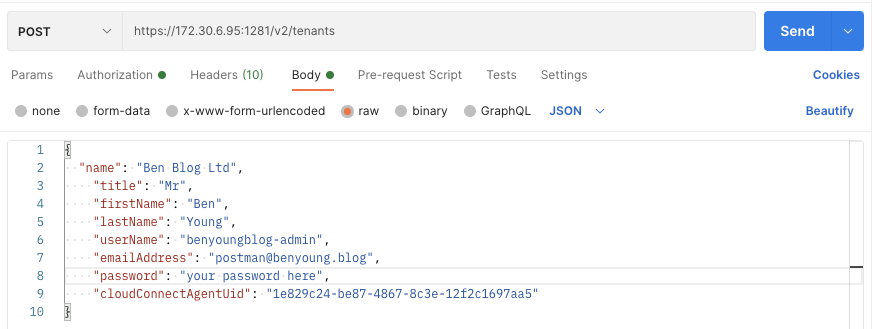 POST https://172.30.6.95:1281/v2/tenants Send
Params Authorization Headers (10) Body Pre-request Script Tests Settings Cookies
none form-data x-www-form-urlencoded raw binary GraphQL JSON Beautify
1 {
2 "name": "Ben Blog Ltd",
3 "title": "Mr",
4 "firstName": "Ben",
5 "lastName": "Young",
6 "userName": "benyoungblog-admin",
7 "emailAddress": "postman@benyoung.blog",
8 "password": "your password here",
9 "cloudConnectAgentUid": "1e829c24-be87-4867-8c3e-12f2c1697aa5"
10 }